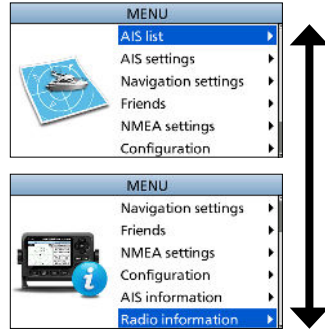 MENU
AIS list
AIS settings
Navigation settings
Friends
NMEA settings
Configuration
MENU
Navigation settings
Friends
NMEA settings
Configuration
AIS information
Radio information